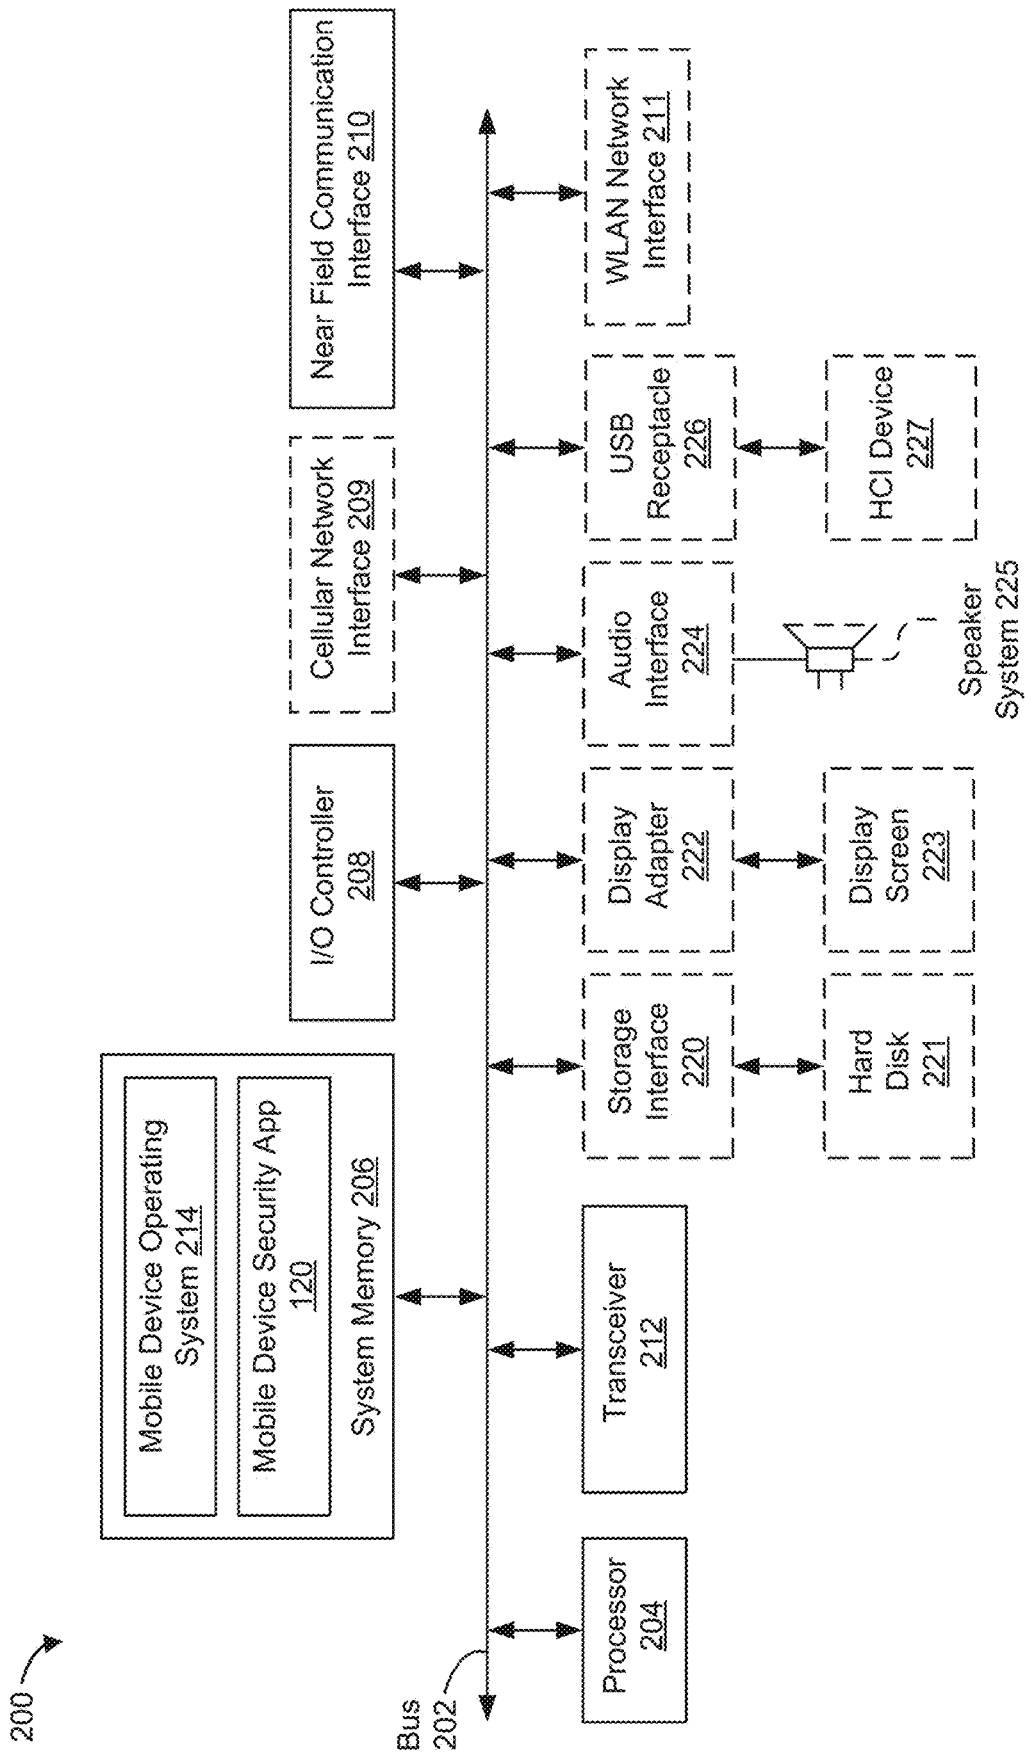 200
Mobile Device Operating
System 214
Mobile Device Security App
120
System Memory 206
I/O Controller
208
Cellular Network
Interface 209
Near Field Communication
Interface 210
Bus
202
Processor
204
Transceiver
212
Storage
Interface
220
Display
Adapter
222
Audio
Interface
224
USB
Receptacle
226
WLAN Network
Interface 211
Hard
Disk
221
Display
Screen
223
Speaker
System 225
HCI Device
227